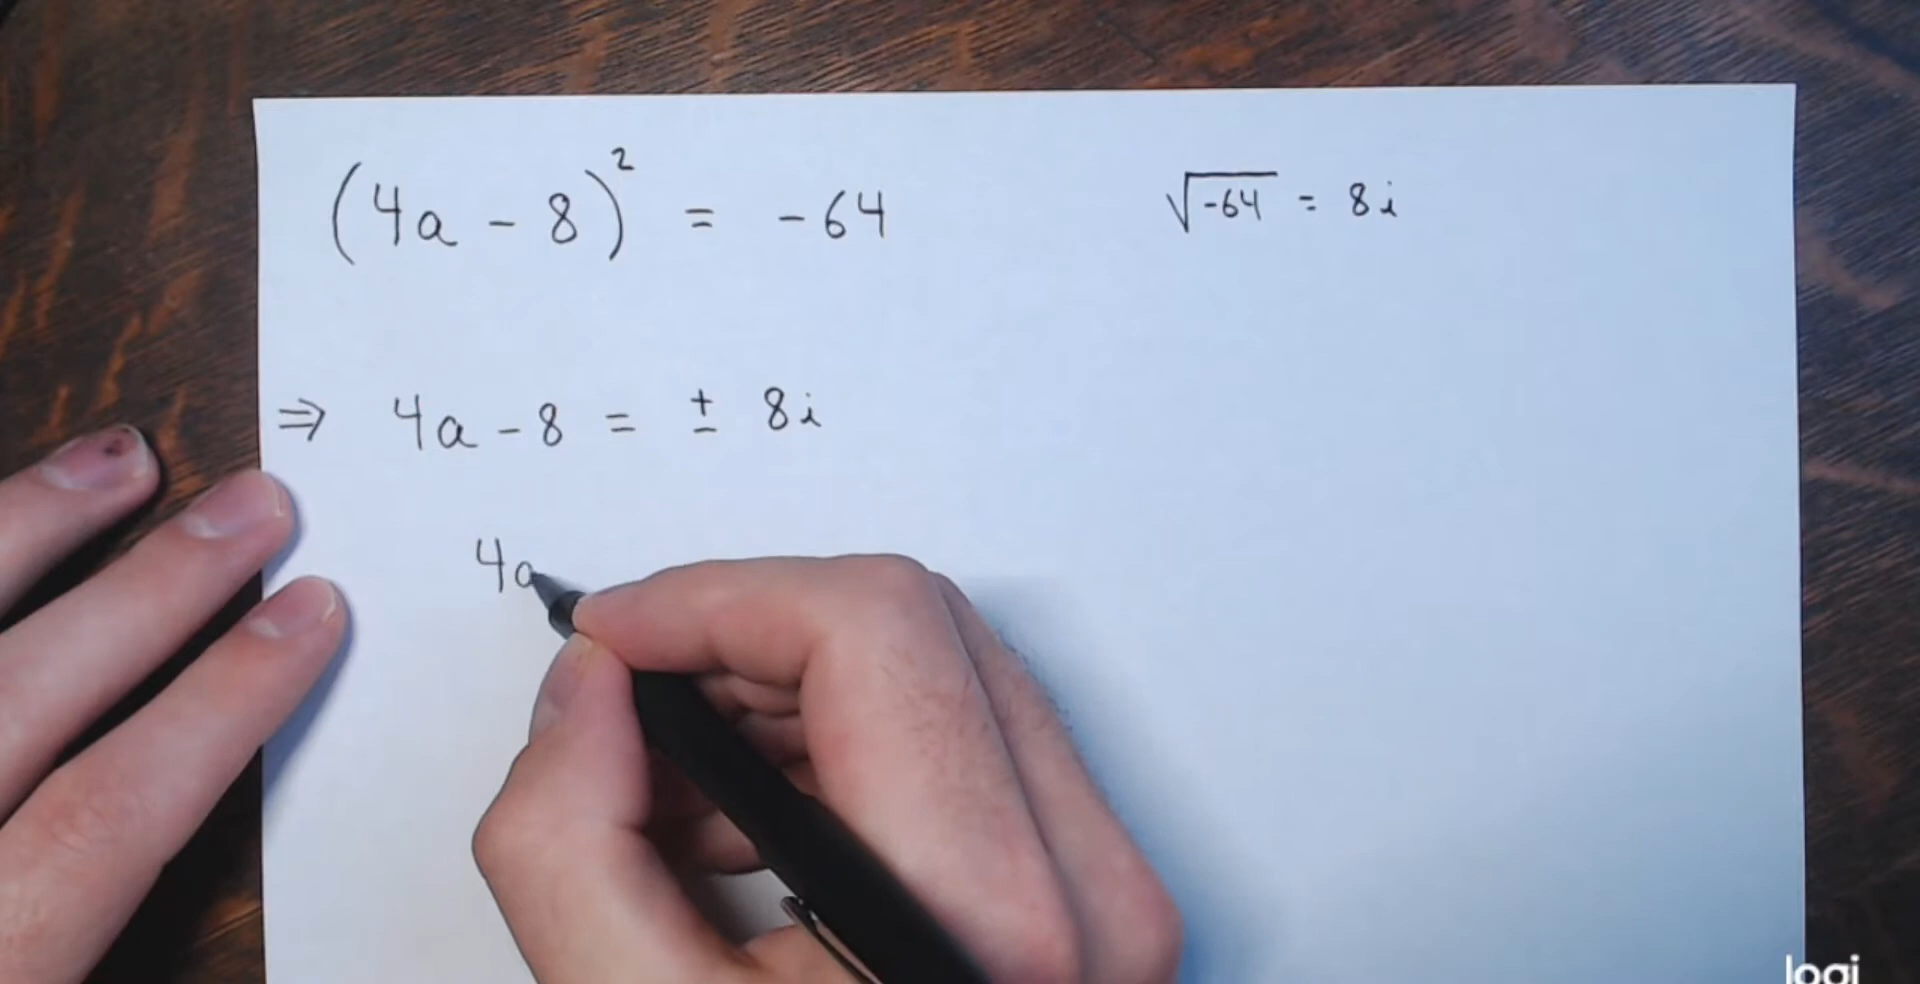 (4a - 8)² = -64
√-64 = 8i
⇒ 4a - 8 = ± 8i
4a
logi